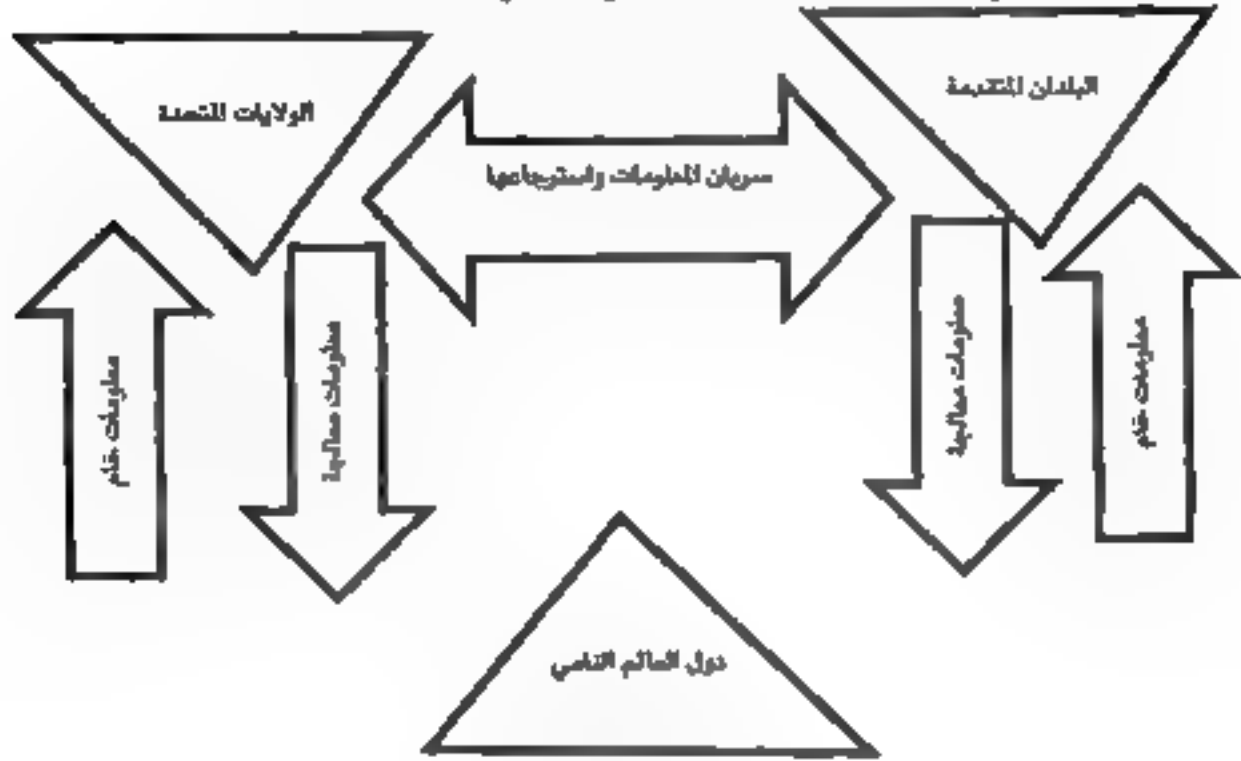 البلدان المتقدمة
الولايات المتحدة
سريان المعلومات واسترجاعها
معلومات خام
معلومات معالجة
معلومات معالجة
معلومات خام
دول العالم النامي